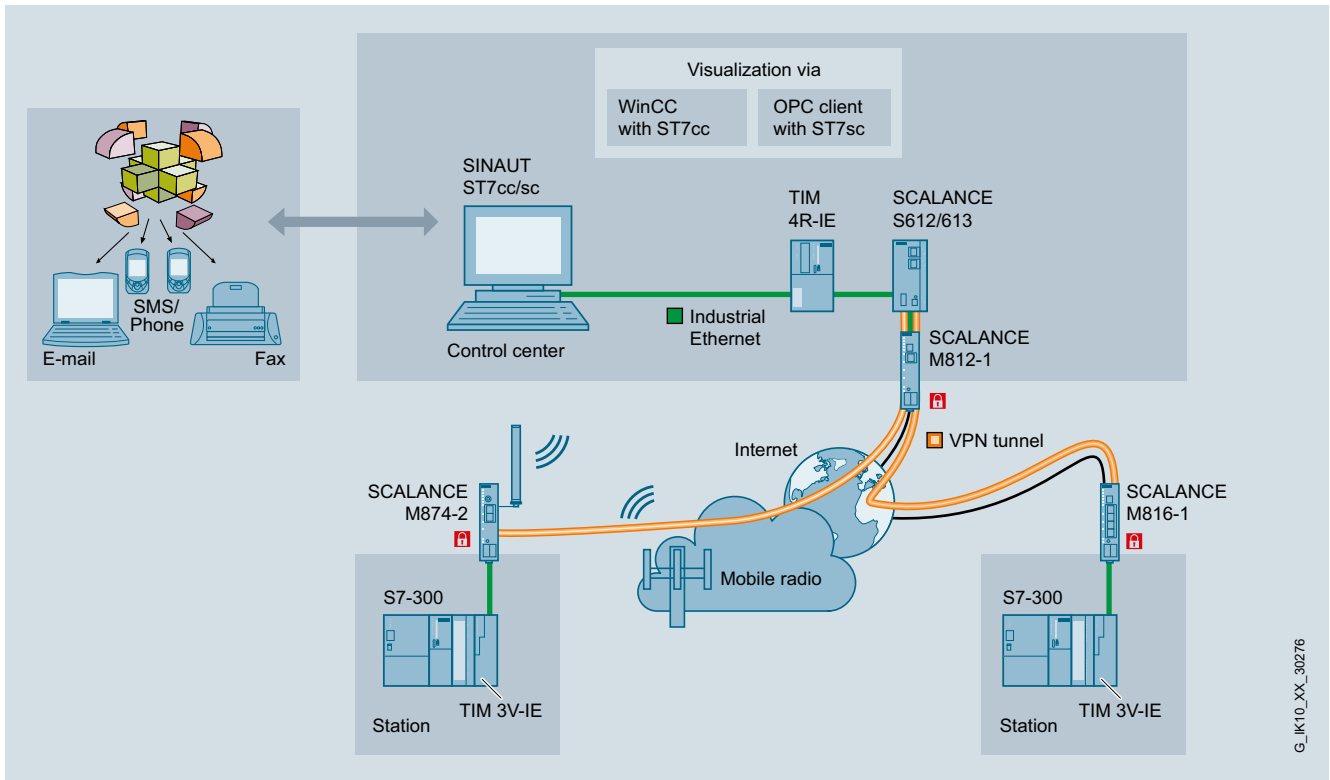 Visualization via
WinCC
with ST7cc
OPC client
with ST7sc
SINAUT
ST7cc/sc
TIM
4R-IE
SCALANCE
S612/613
SMS/
Phone
E-mail
Fax
Control center
Industrial
Ethernet
SCALANCE
M812-1
Internet
VPN tunnel
SCALANCE
M874-2
SCALANCE
M816-1
Mobile radio
S7-300
TIM 3V-IE
Station
S7-300
TIM 3V-IE
Station
G_IK10_XX_30276